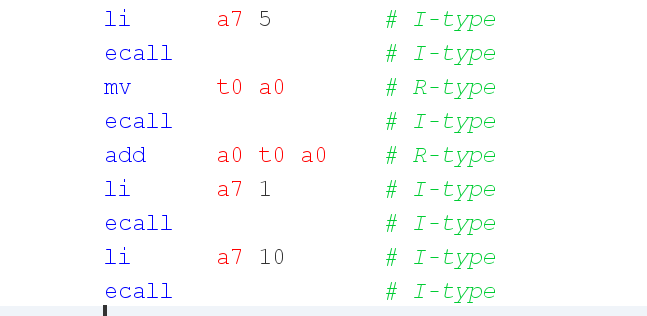 li a7 5 # I-type
ecall # I-type
mv t0 a0 # R-type
ecall # I-type
add a0 t0 a0 # R-type
li a7 1 # I-type
ecall # I-type
li a7 10 # I-type
ecall # I-type